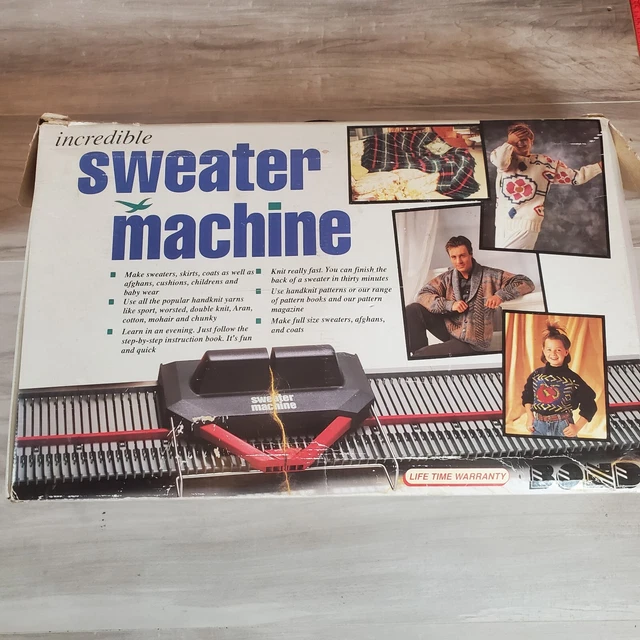 incredible
sweater
machine
Make sweaters, skirts, coats as well as
afghans, cushions, childrens and
baby wear
Use all the popular handknit yarns
like sport, worsted, double knit, Aran,
cotton, mohair and chunky
Learn in an evening. Just follow the
step-by-step instruction book. It's fun
and quick
Knit really fast. You can finish the
back of a sweater in thirty minutes
Use handknit patterns or our range
of pattern books and our pattern
magazine
Make full size sweaters, afghans,
and coats
sweater
machine
LIFE TIME WARRANTY